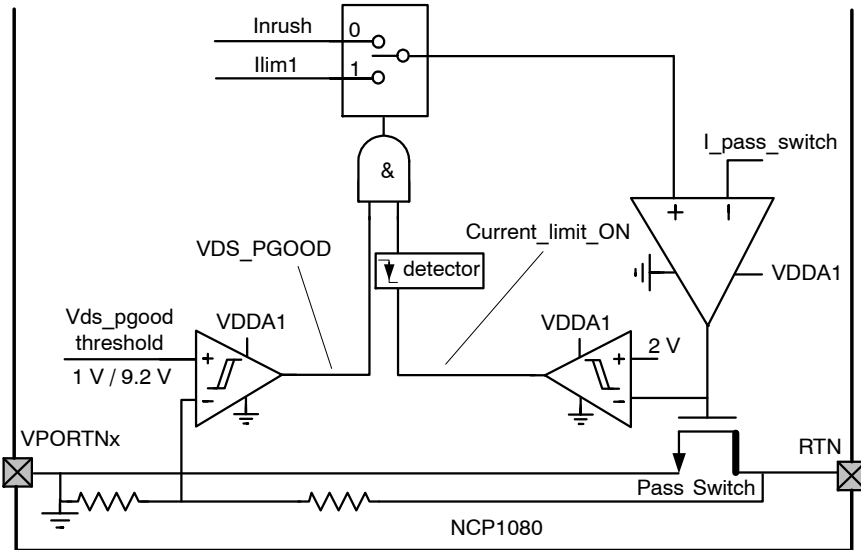 Inrush
0
Ilim1
1
I_pass_switch
&
+
−
VDS_PGOOD
Current_limit_ON
detector
VDDA1
Vds_pgood
threshold
VDDA1
VDDA1
1 V / 9.2 V
+
−
+
−
2 V
VPORTNx
RTN
Pass Switch
NCP1080